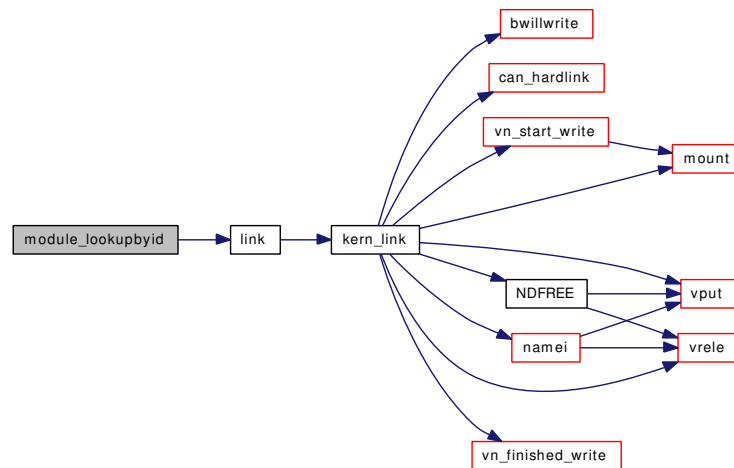 bwillwrite
can_hardlink
vn_start_write
mount
module_lookupbyid
link
kern_link
NDFREE
vput
namei
vrele
vn_finished_write